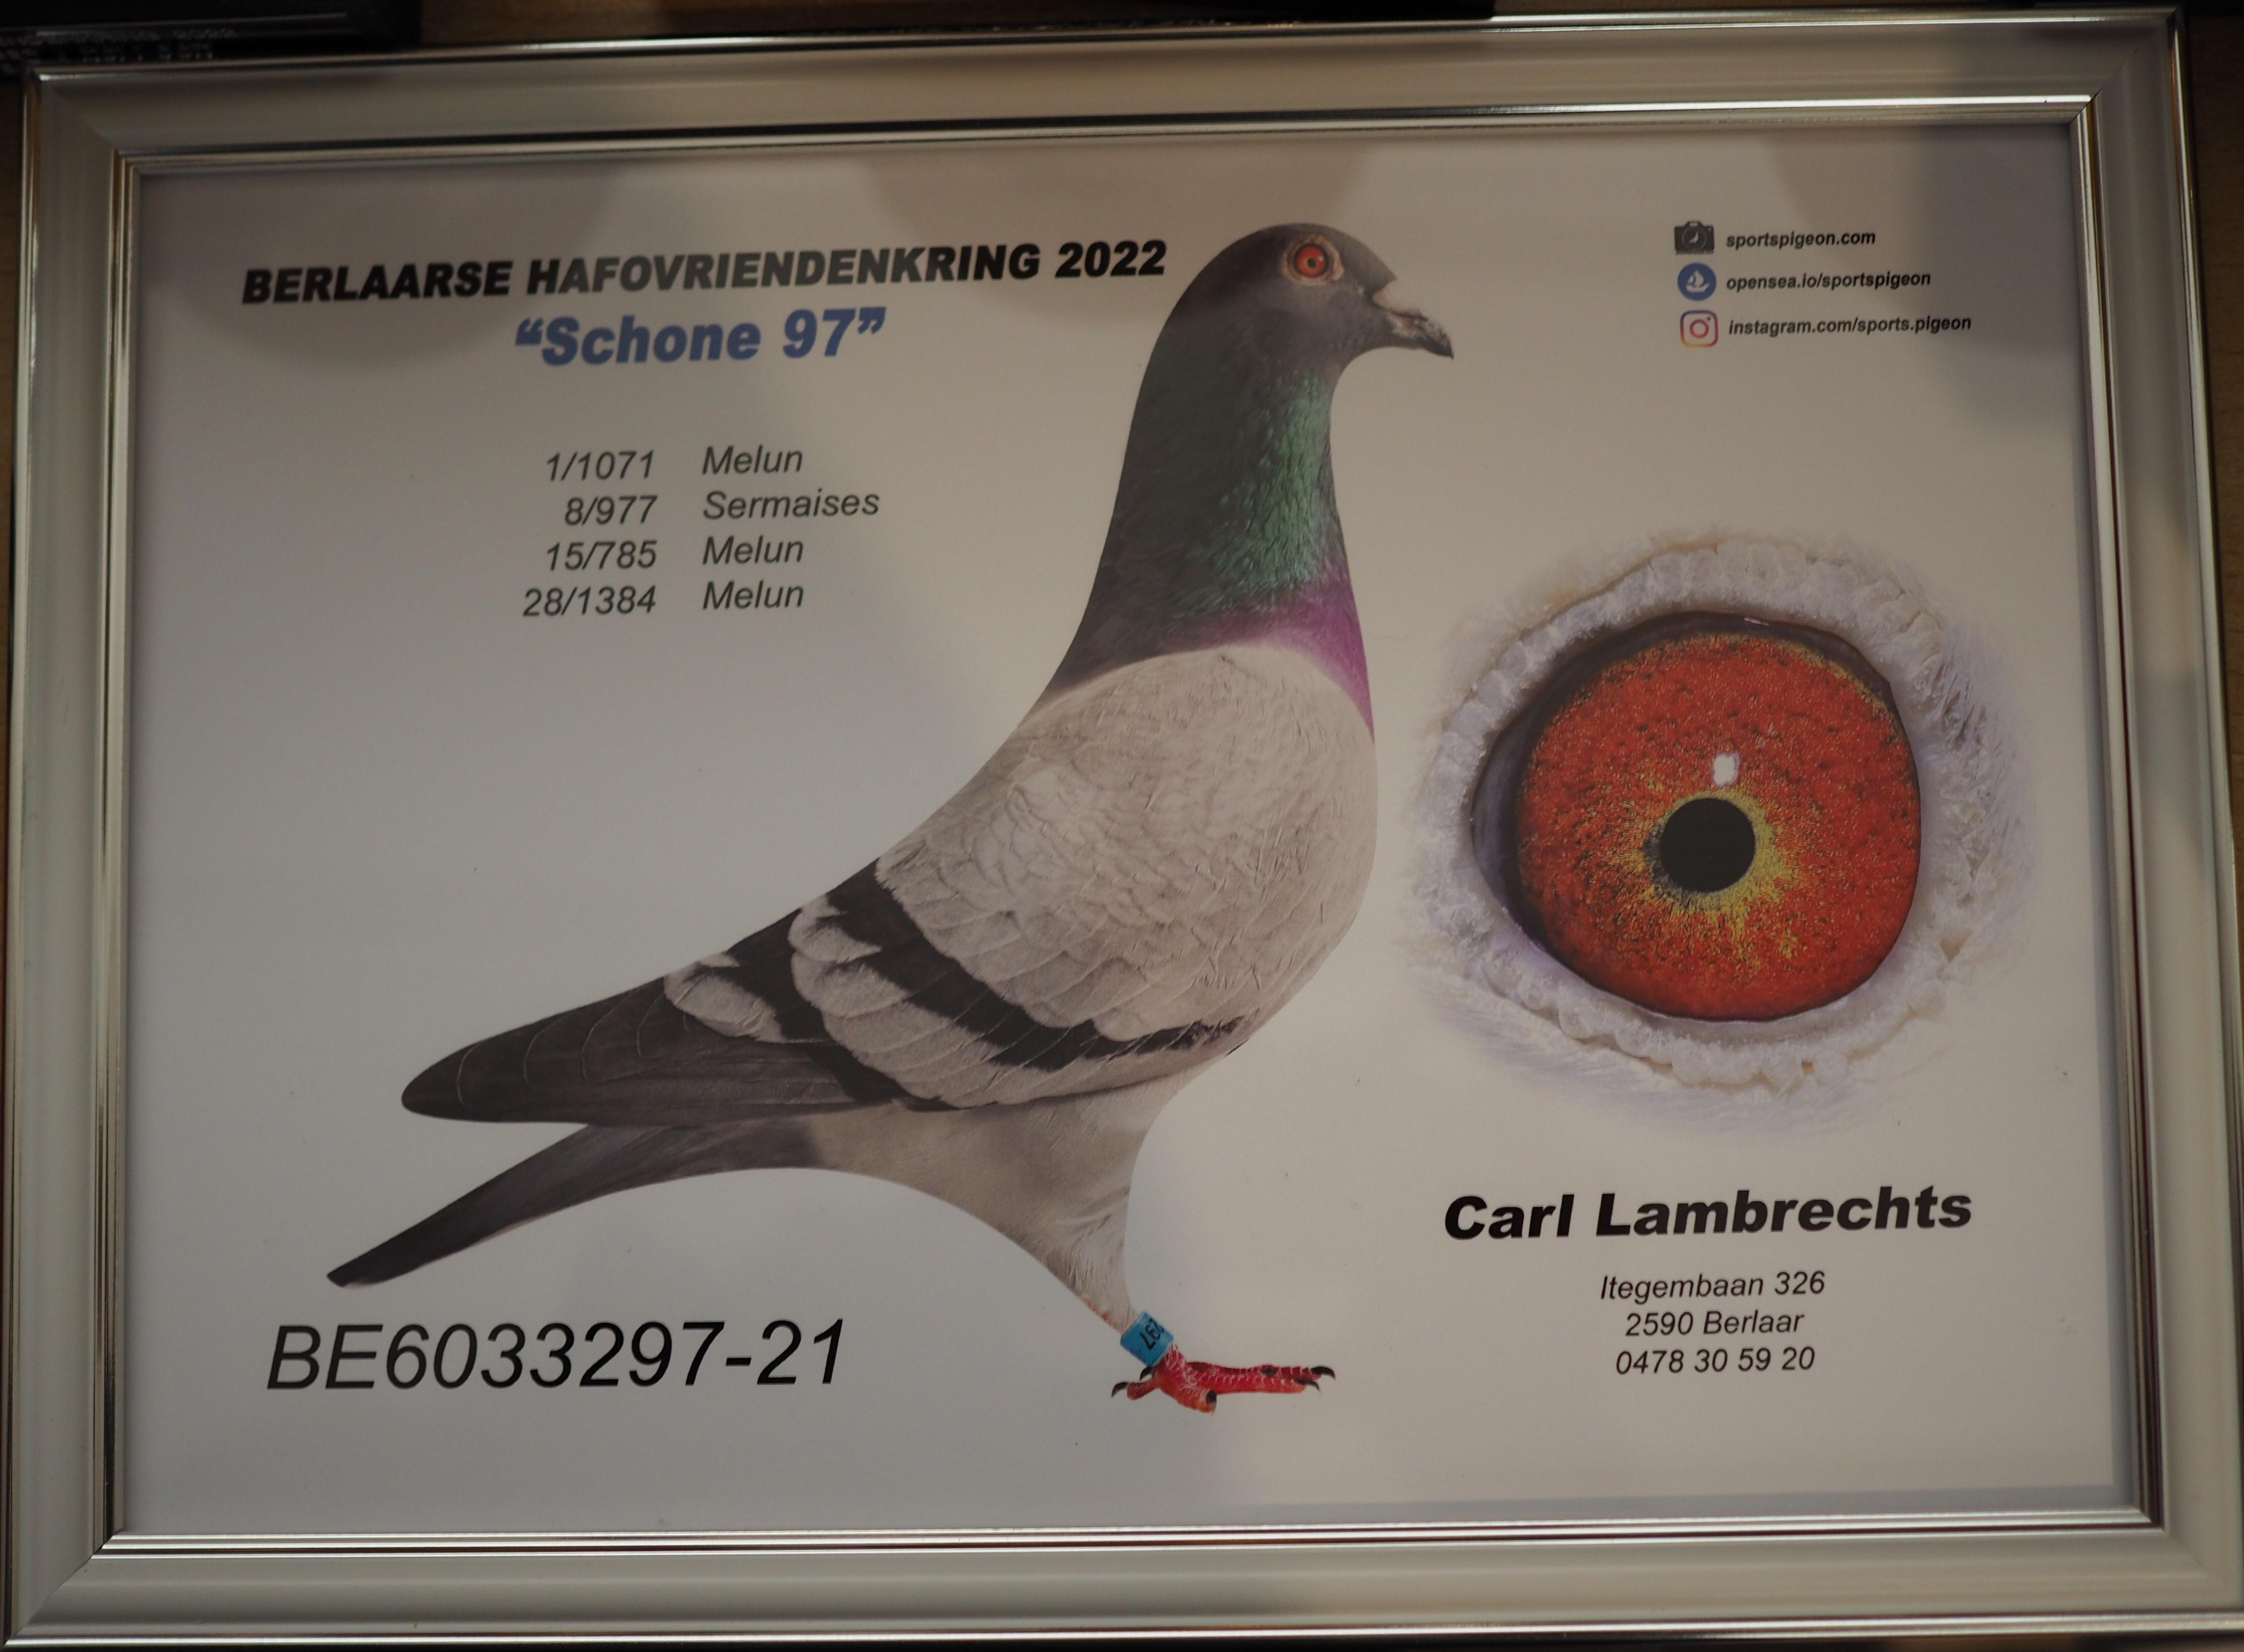 BERLAARSE HAFOVRIENDENKRING 2022
“Schone 97”
sportspigeon.com
opensea.io/sportspigeon
instagram.com/sports.pigeon
1/1071 Melun
8/977 Sermaises
15/785 Melun
28/1384 Melun
Carl Lambrechts
Itegembaan 326
2590 Berlaar
0478 30 59 20
BE6033297-21
297